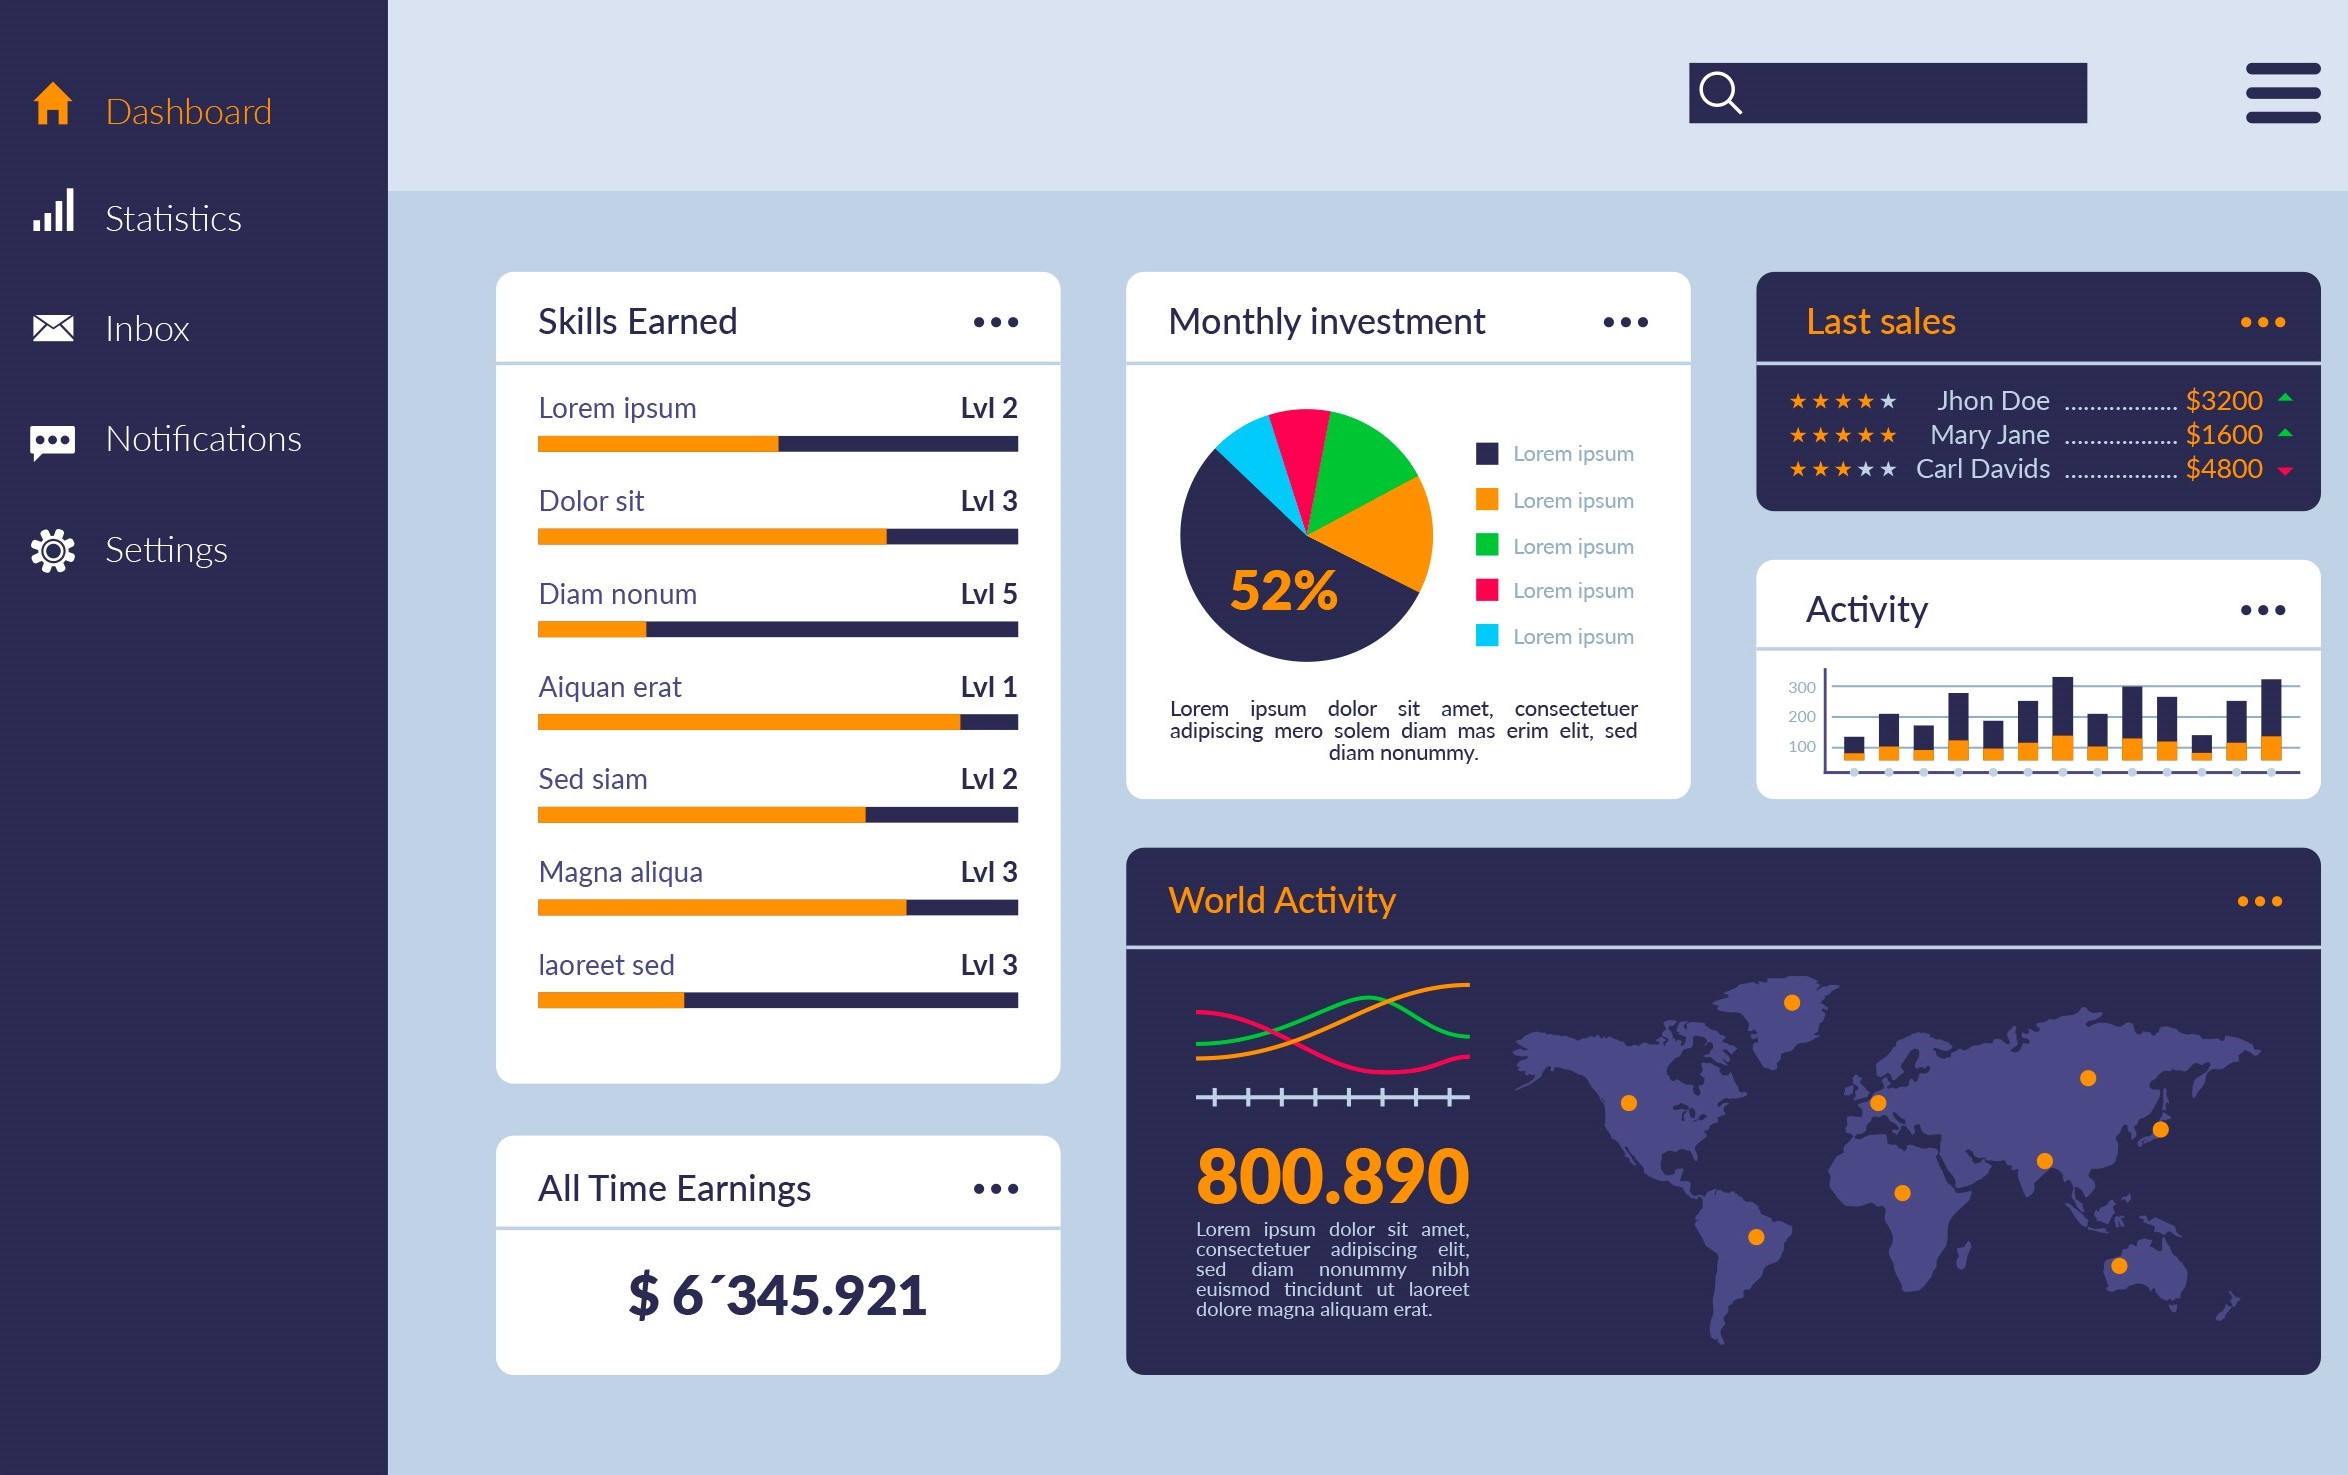 Dashboard
Statistics
Inbox
Notifications
Settings
Skills Earned
Lorem ipsum Lvl 2
Dolor sit Lvl 3
Diam nonum Lvl 5
Aiquan erat Lvl 1
Sed siam Lvl 2
Magna aliqua Lvl 3
laoreet sed Lvl 3
All Time Earnings
$ 6´345.921
Monthly investment
52%
Lorem ipsum
Lorem ipsum
Lorem ipsum
Lorem ipsum
Lorem ipsum
Lorem ipsum dolor sit amet, consectetuer
adipiscing mero solem diam mas erim elit, sed
diam nonummy.
Last sales
Jhon Doe .................. $3200
Mary Jane .................. $1600
Carl Davids .................. $4800
Activity
300
200
100
World Activity
800.890
Lorem ipsum dolor sit amet,
consectetuer adipiscing elit,
sed diam nonummy nibh
euismod tincidunt ut laoreet
dolore magna aliquam erat.